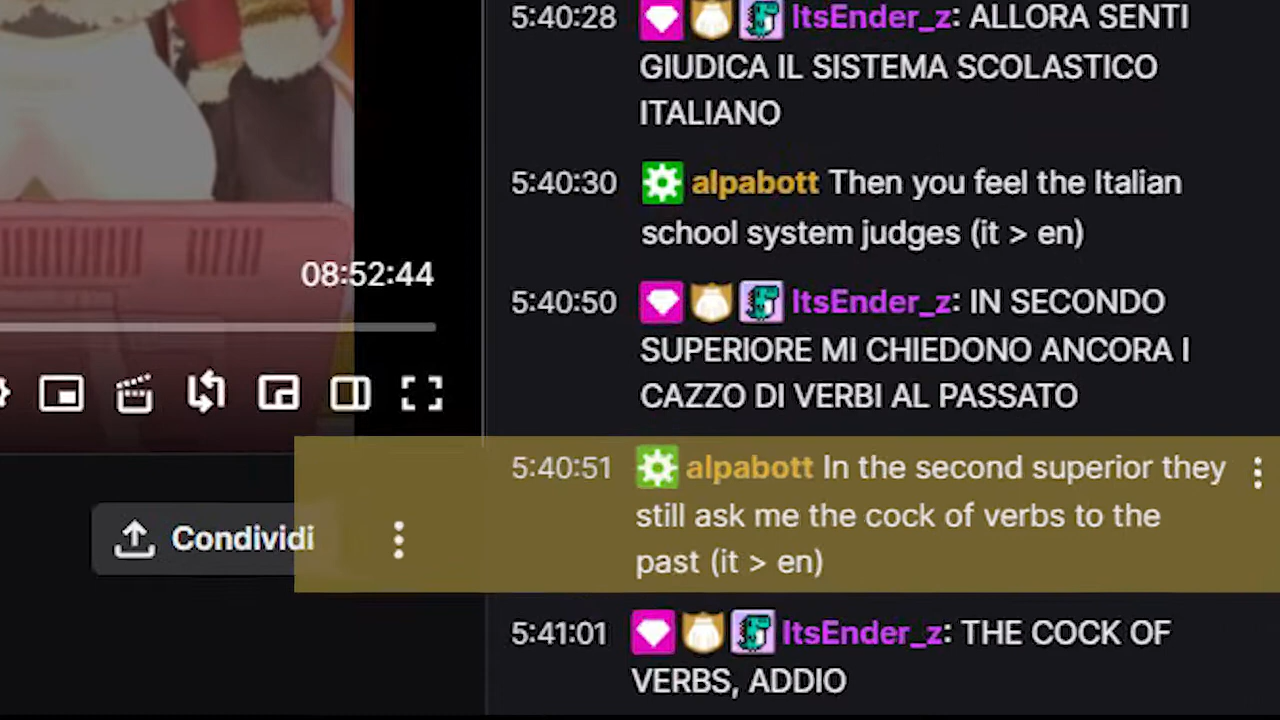 5:40:28 ItsEnder_z: ALLORA SENTI
GIUDICA IL SISTEMA SCOLASTICO
ITALIANO
5:40:30 alpabott Then you feel the Italian
school system judges (it > en)
08:52:44
5:40:50 ItsEnder_z: IN SECONDO
SUPERIORE MI CHIEDONO ANCORA I
CAZZO DI VERBI AL PASSATO
5:40:51 alpabott In the second superior they
still ask me the cock of verbs to the
past (it > en)
Condividi
5:41:01 ItsEnder_z: THE COCK OF
VERBS, ADDIO